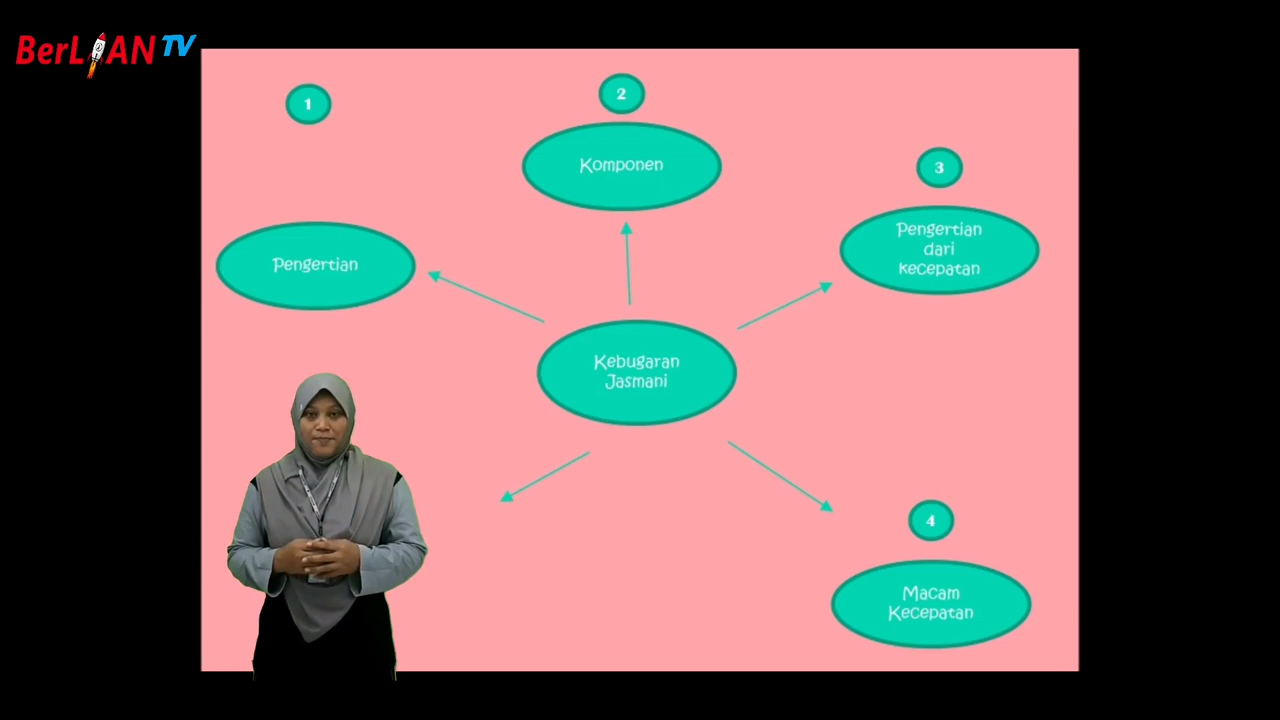 BerLIAN TV
1
2
Komponen
3
Pengertian
dari
kecepatan
Pengertian
Kebugaran
Jasmani
4
Macam
Kecepatan